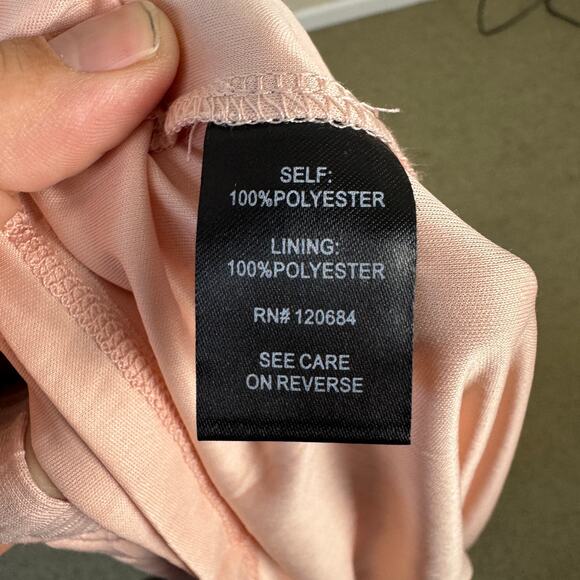 SELF:
100%POLYESTER
LINING:
100%POLYESTER
RN# 120684
SEE CARE
ON REVERSE